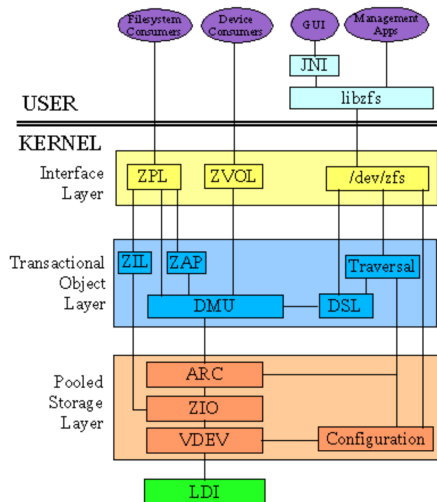 Filesystem
Consumers
Device
Consumers
GUI
Management
Apps
JNI
libzfs
USER
KERNEL
Interface
Layer
ZPL
ZVOL
/dev/zfs
Transactional
Object
Layer
ZIL
ZAP
Traversal
DMU
DSL
Pooled
Storage
Layer
ARC
ZIO
VDEV
Configuration
LDI